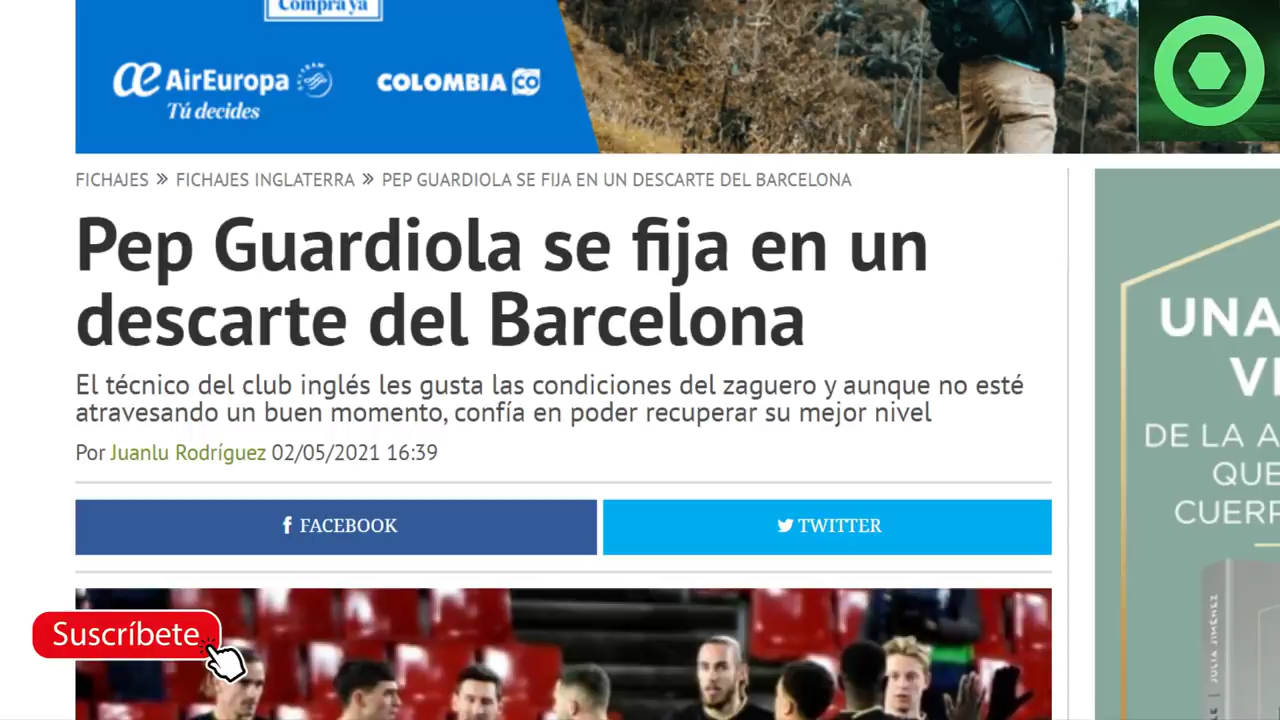 Compra ya
AirEuropa
Tú decides
COLOMBIA CO
FICHAJES » FICHAJES INGLATERRA » PEP GUARDIOLA SE FIJA EN UN DESCARTE DEL BARCELONA
Pep Guardiola se fija en un
descarte del Barcelona
El técnico del club inglés les gusta las condiciones del zaguero y aunque no esté
atravesando un buen momento, confía en poder recuperar su mejor nivel
Por Juanlu Rodríguez 02/05/2021 16:39
FACEBOOK
TWITTER
UNA
DE LA A
QUE
CUERP
JULIA JIMÉNEZ
Suscríbete